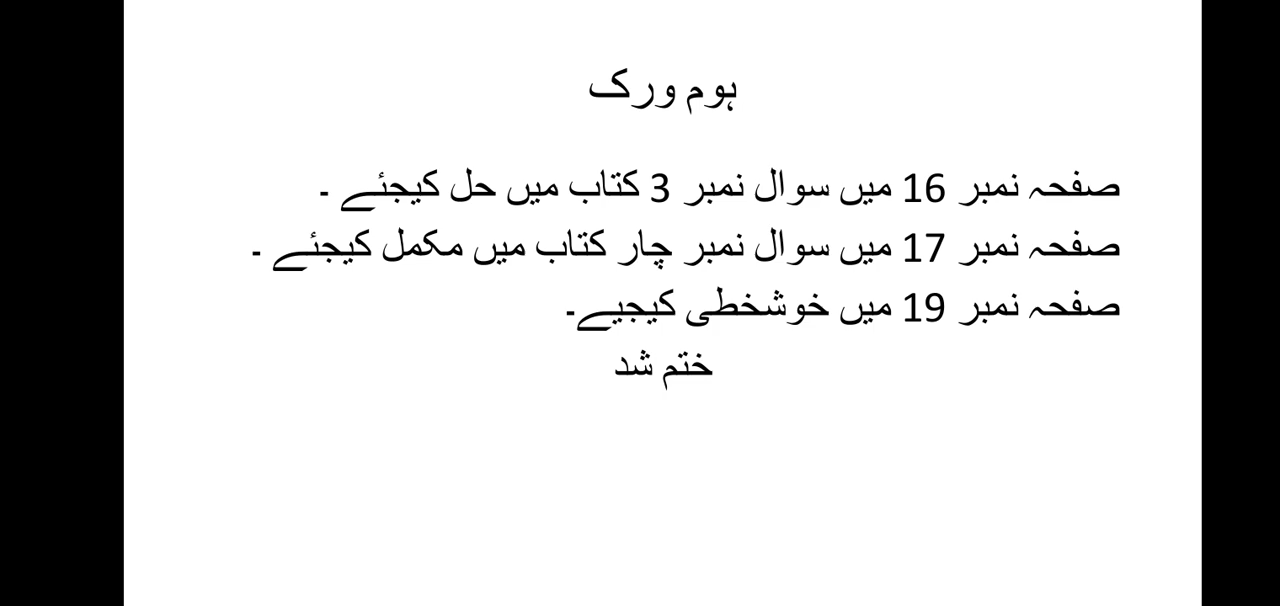 ہوم ورک
صفحہ نمبر 16 میں سوال نمبر 3 کتاب میں حل کیجئے ۔
صفحہ نمبر 17 میں سوال نمبر چار کتاب میں مکمل کیجئے ۔
صفحہ نمبر 19 میں خوشخطی کیجیے۔
ختم شد